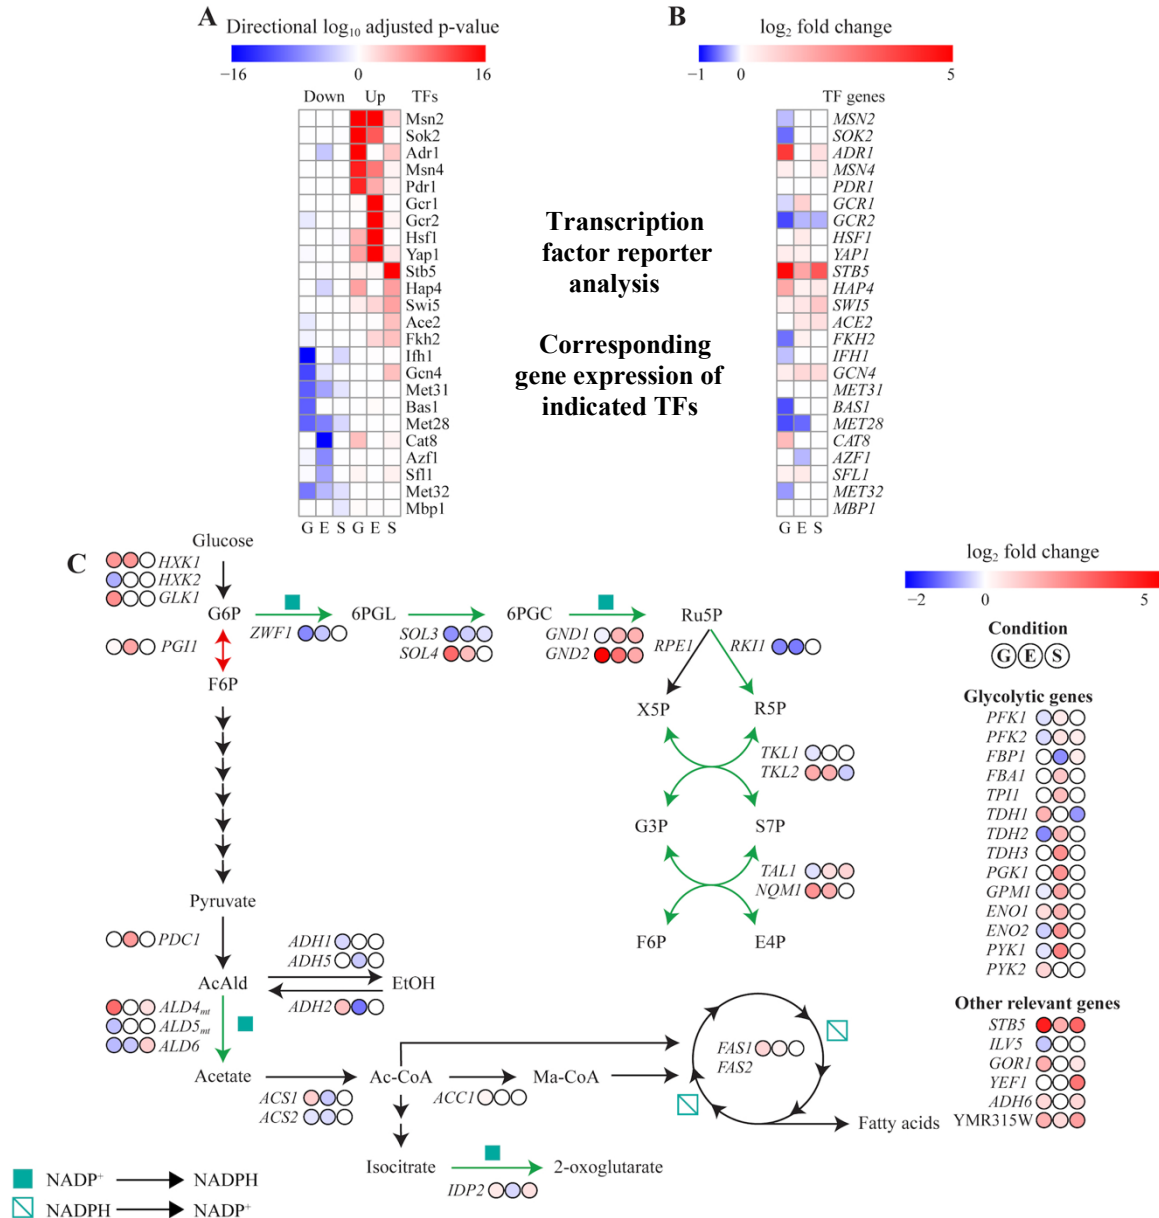 A
Directional log₁₀ adjusted p-value
−16
0
16
Down
Up
TFs
Msn2
Sok2
Adr1
Msn4
Pdr1
Gcr1
Gcr2
Hsf1
Yap1
Stb5
Hap4
Swi5
Ace2
Fkh2
Ifh1
Gcn4
Met31
Bas1
Met28
Cat8
Azf1
Sfl1
Met32
Mbp1
G E S G E S
Transcription
factor reporter
analysis
Corresponding
gene expression of
indicated TFs
B
log₂ fold change
−1
0
5
TF genes
MSN2
SOK2
ADR1
MSN4
PDR1
GCR1
GCR2
HSF1
YAP1
STB5
HAP4
SWI5
ACE2
FKH2
IFH1
GCN4
MET31
BAS1
MET28
CAT8
AZF1
SFL1
MET32
MBP1
G E S
C
Glucose
HXK1
HXK2
GLK1
G6P
6PGL
6PGC
Ru5P
ZWF1
SOL3
SOL4
GND1
GND2
RPE1
RKI1
PGI1
F6P
X5P
R5P
TKL1
TKL2
G3P
S7P
TAL1
NQM1
F6P
E4P
Pyruvate
PDC1
ADH1
ADH5
AcAld
EtOH
ADH2
ALD4mt
ALD5mt
ALD6
Acetate
Ac-CoA
Ma-CoA
ACS1
ACS2
ACC1
FAS1
FAS2
Fatty acids
Isocitrate
2-oxoglutarate
IDP2
NADP⁺
NADPH
NADPH
NADP⁺
log₂ fold change
−2
0
5
Condition
G E S
Glycolytic genes
PFK1
PFK2
FBP1
FBA1
TPI1
TDH1
TDH2
TDH3
PGK1
GPM1
ENO1
ENO2
PYK1
PYK2
Other relevant genes
STB5
ILV5
GOR1
YEF1
ADH6
YMR315W